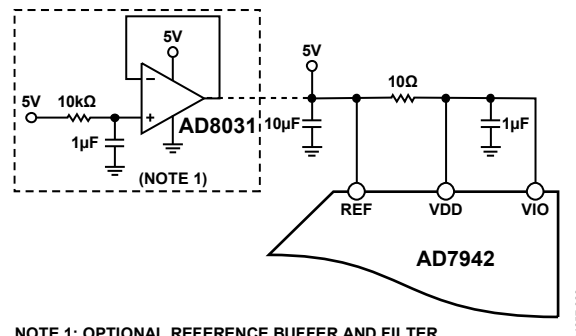 5V
5V
5V
10kΩ
10Ω
AD8031
1µF
10µF
1µF
(NOTE 1)
REF
VDD
VIO
AD7942
NOTE 1: OPTIONAL REFERENCE BUFFER AND FILTER